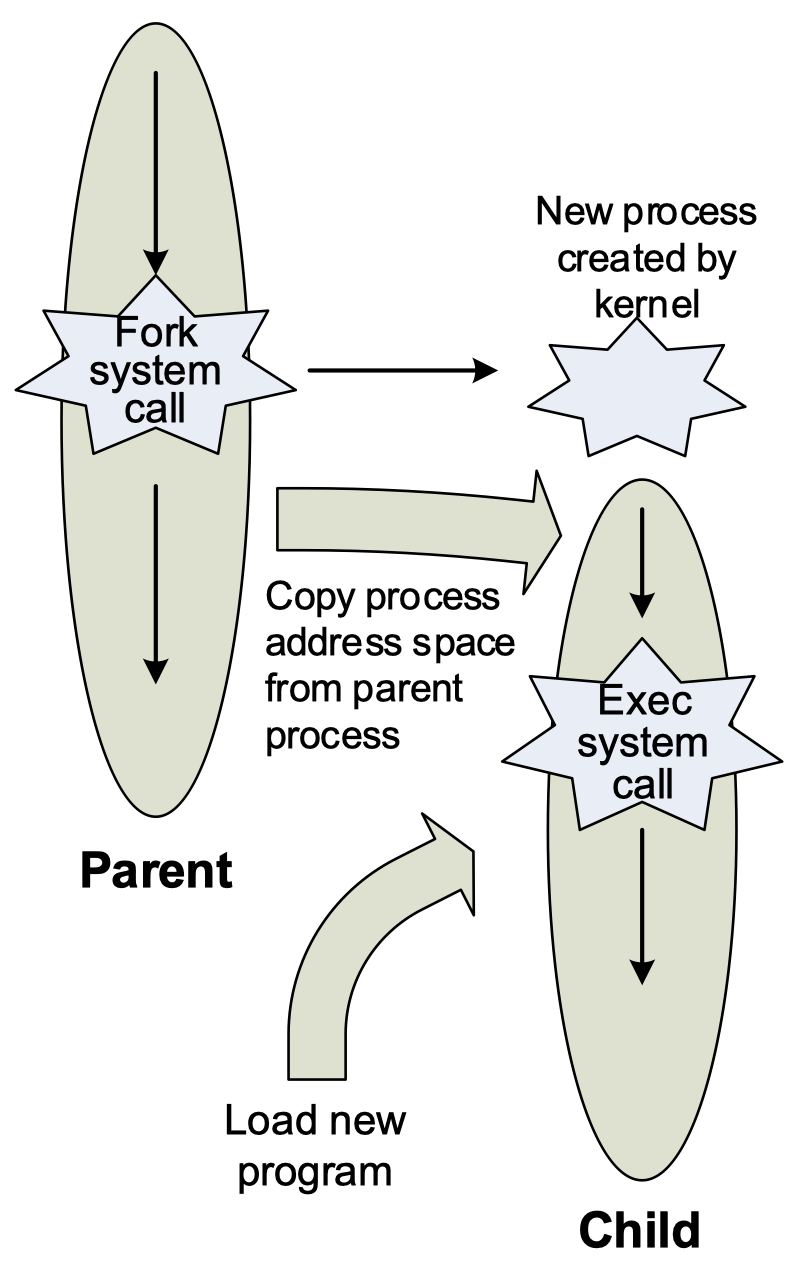 New process
created by
kernel
Fork
system
call
Copy process
address space
from parent
process
Exec
system
call
Parent
Load new
program
Child